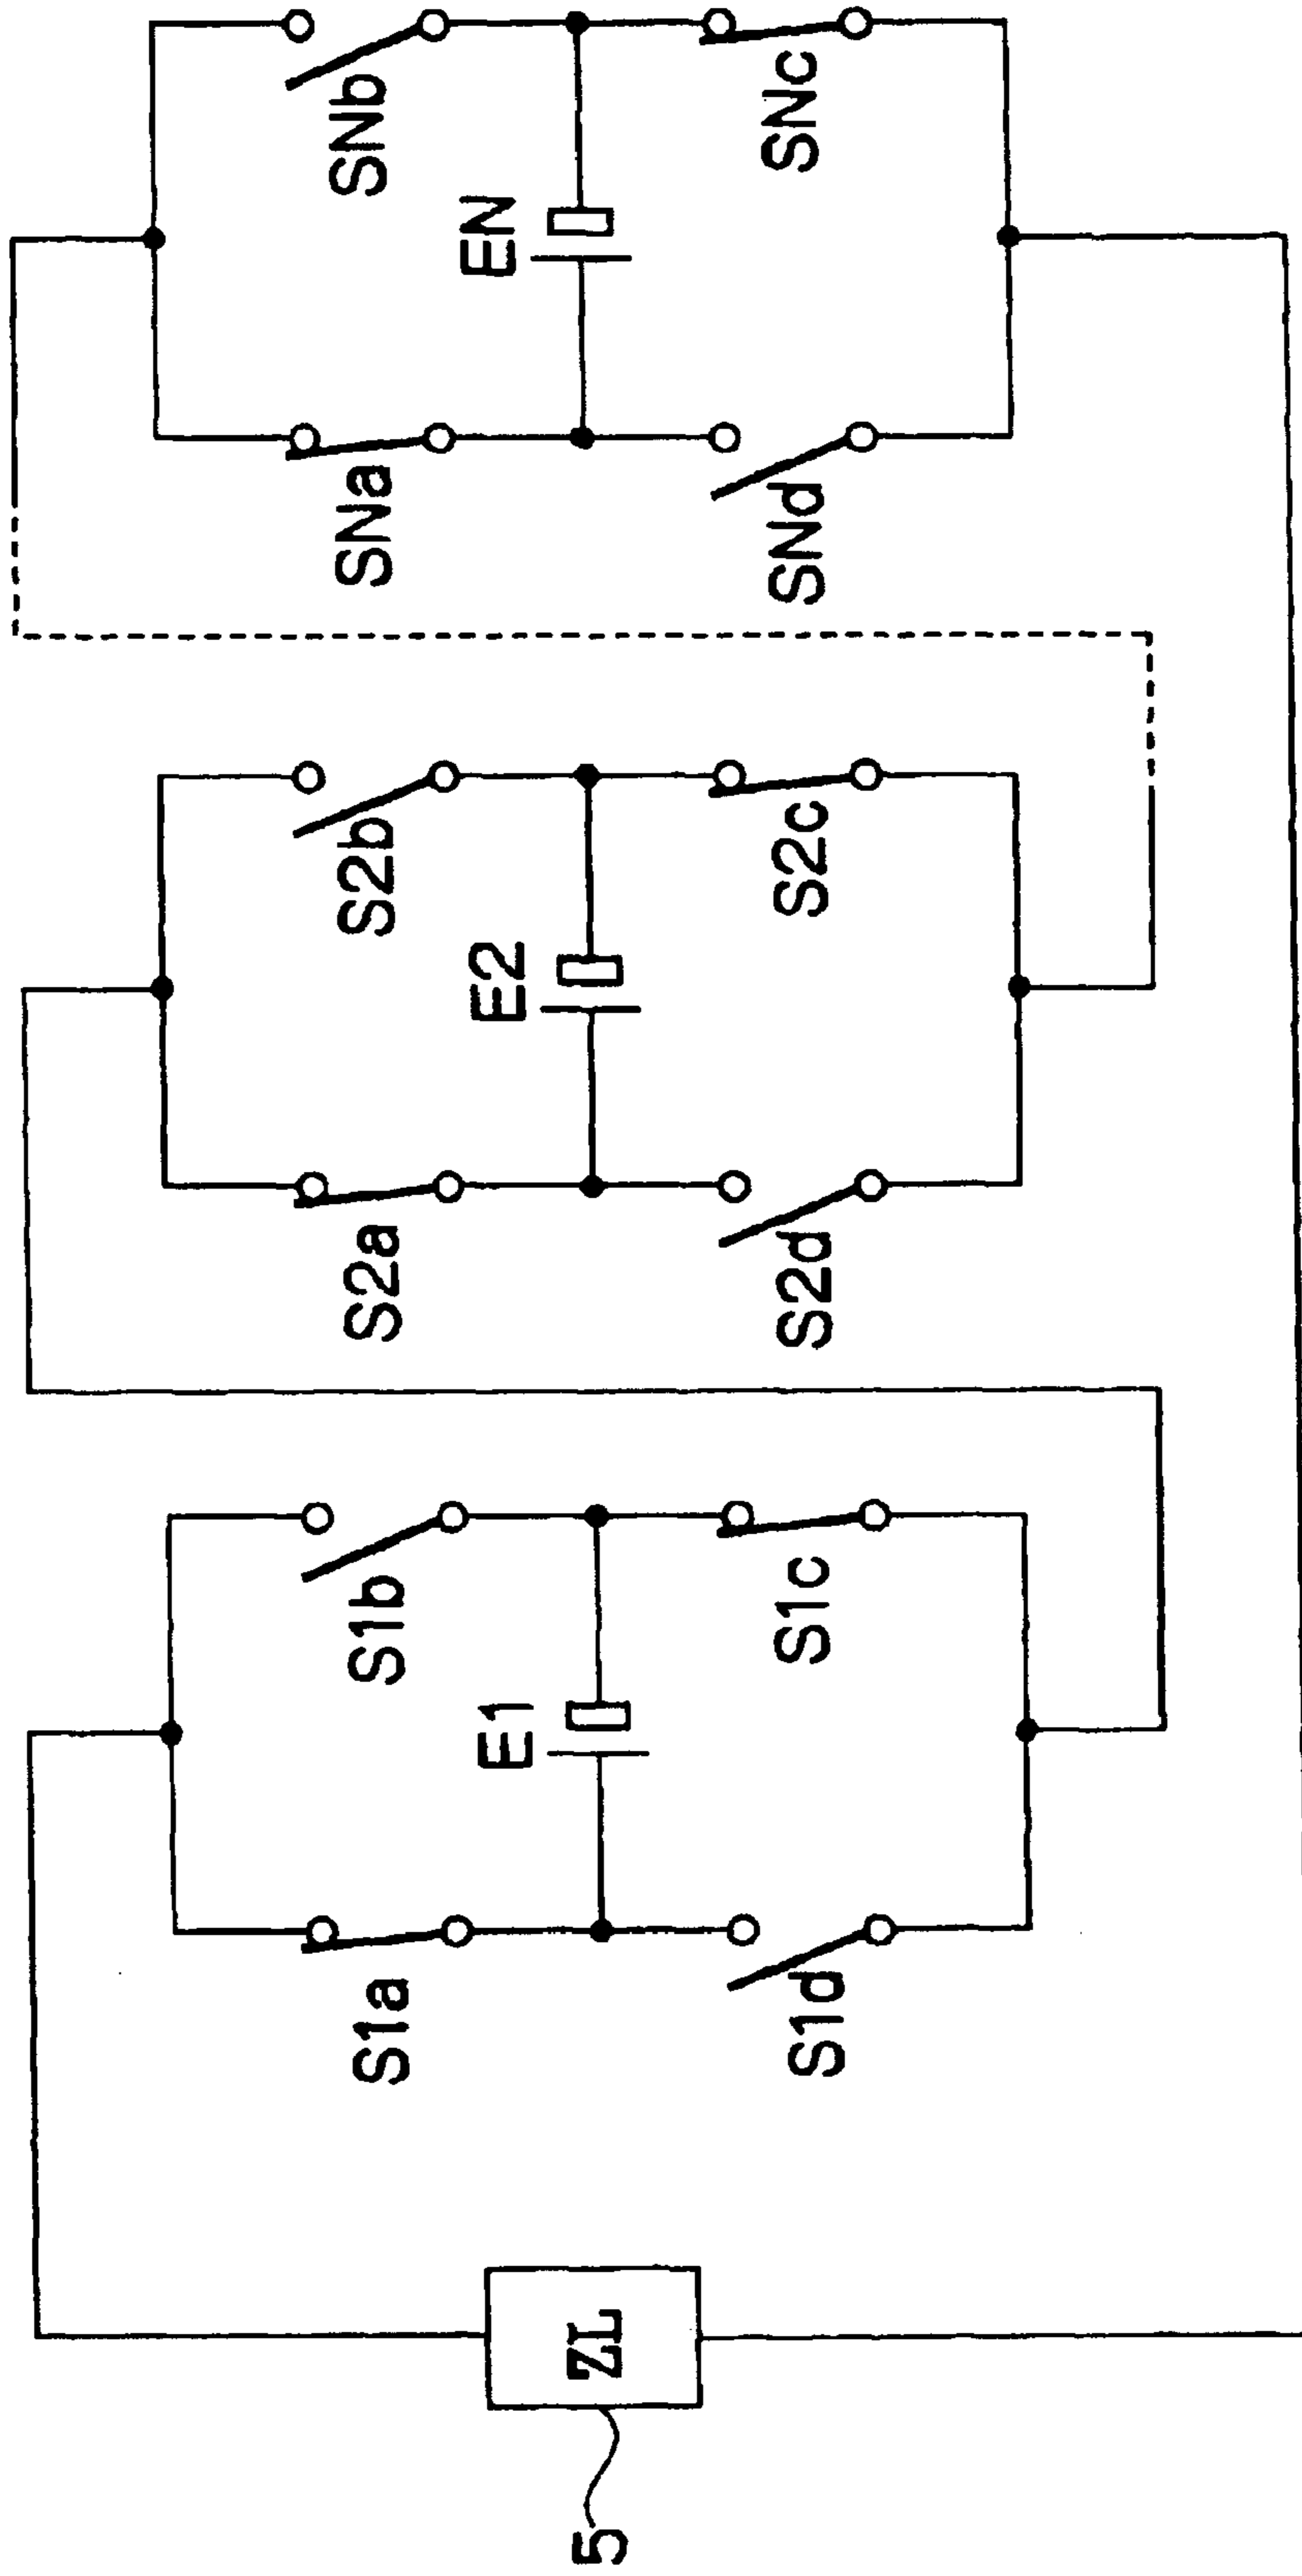 5
ZL
S1a
S1b
E1
S1d
S1c
S2a
S2b
E2
S2d
S2c
SNa
SNb
EN
SNd
SNc